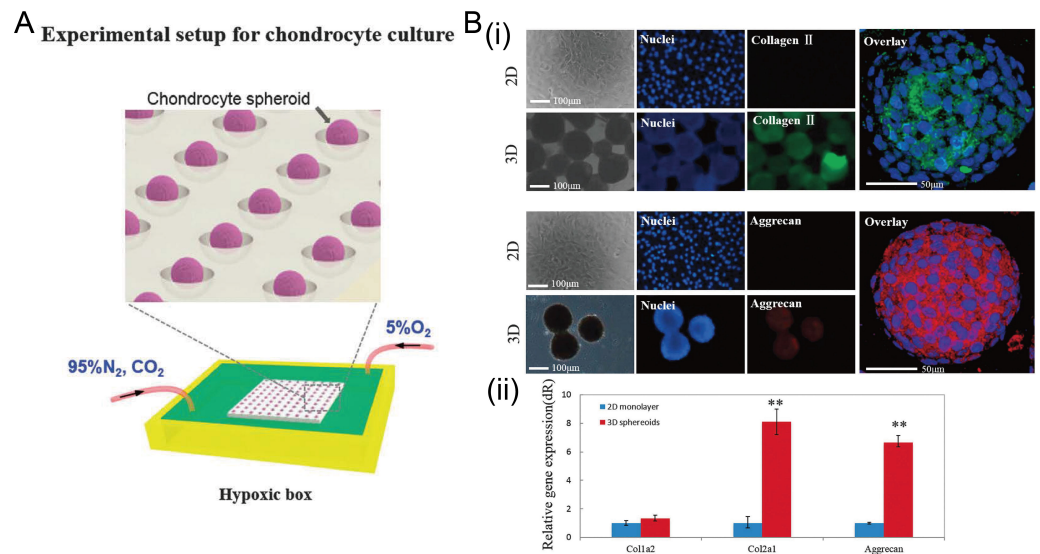 A
Experimental setup for chondrocyte culture
Chondrocyte spheroid
5%O2
95%N2, CO2
Hypoxic box
B
(i)
2D
100μm
Nuclei
Collagen II
Overlay
3D
100μm
Nuclei
Collagen II
50μm
2D
100μm
Nuclei
Aggrecan
Overlay
3D
100μm
Nuclei
Aggrecan
50μm
(ii)
Relative gene expression(dR)
10
8
6
4
2
0
2D monolayer
3D sphereoids
**
**
Col1a2
Col2a1
Aggrecan